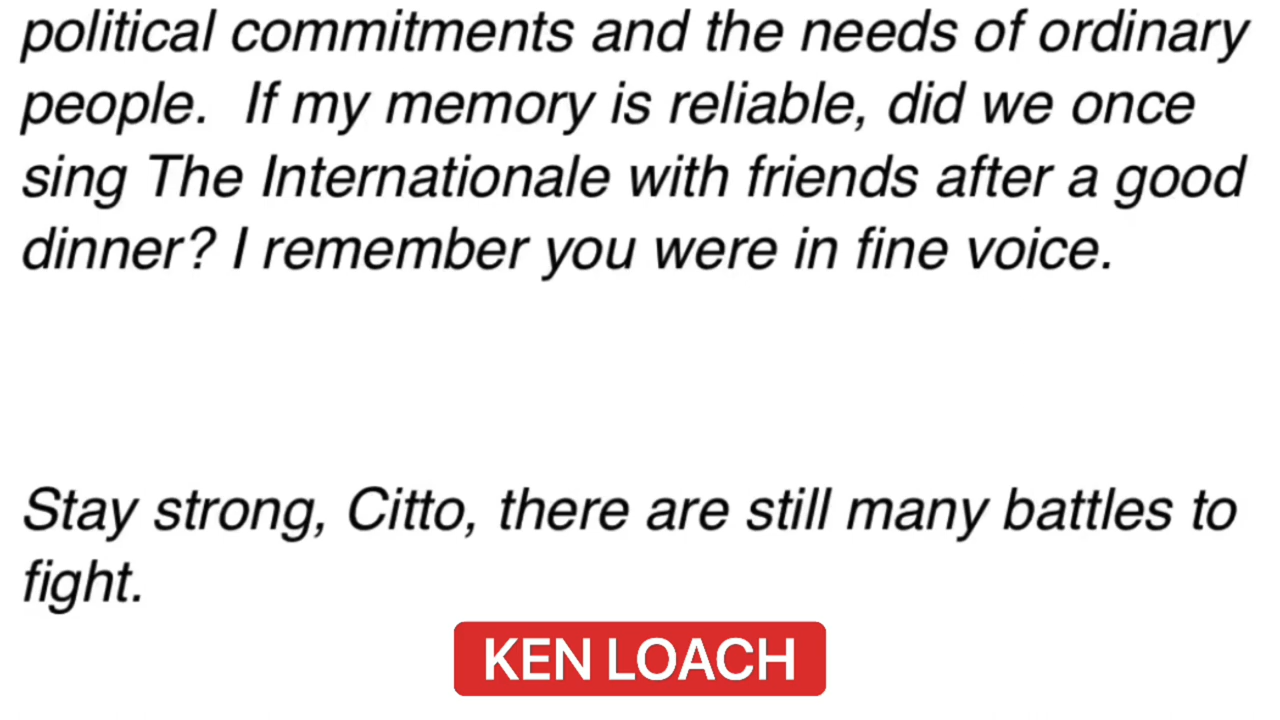 political commitments and the needs of ordinary
people.  If my memory is reliable, did we once
sing The Internationale with friends after a good
dinner? I remember you were in fine voice.
Stay strong, Citto, there are still many battles to
fight.
KEN LOACH